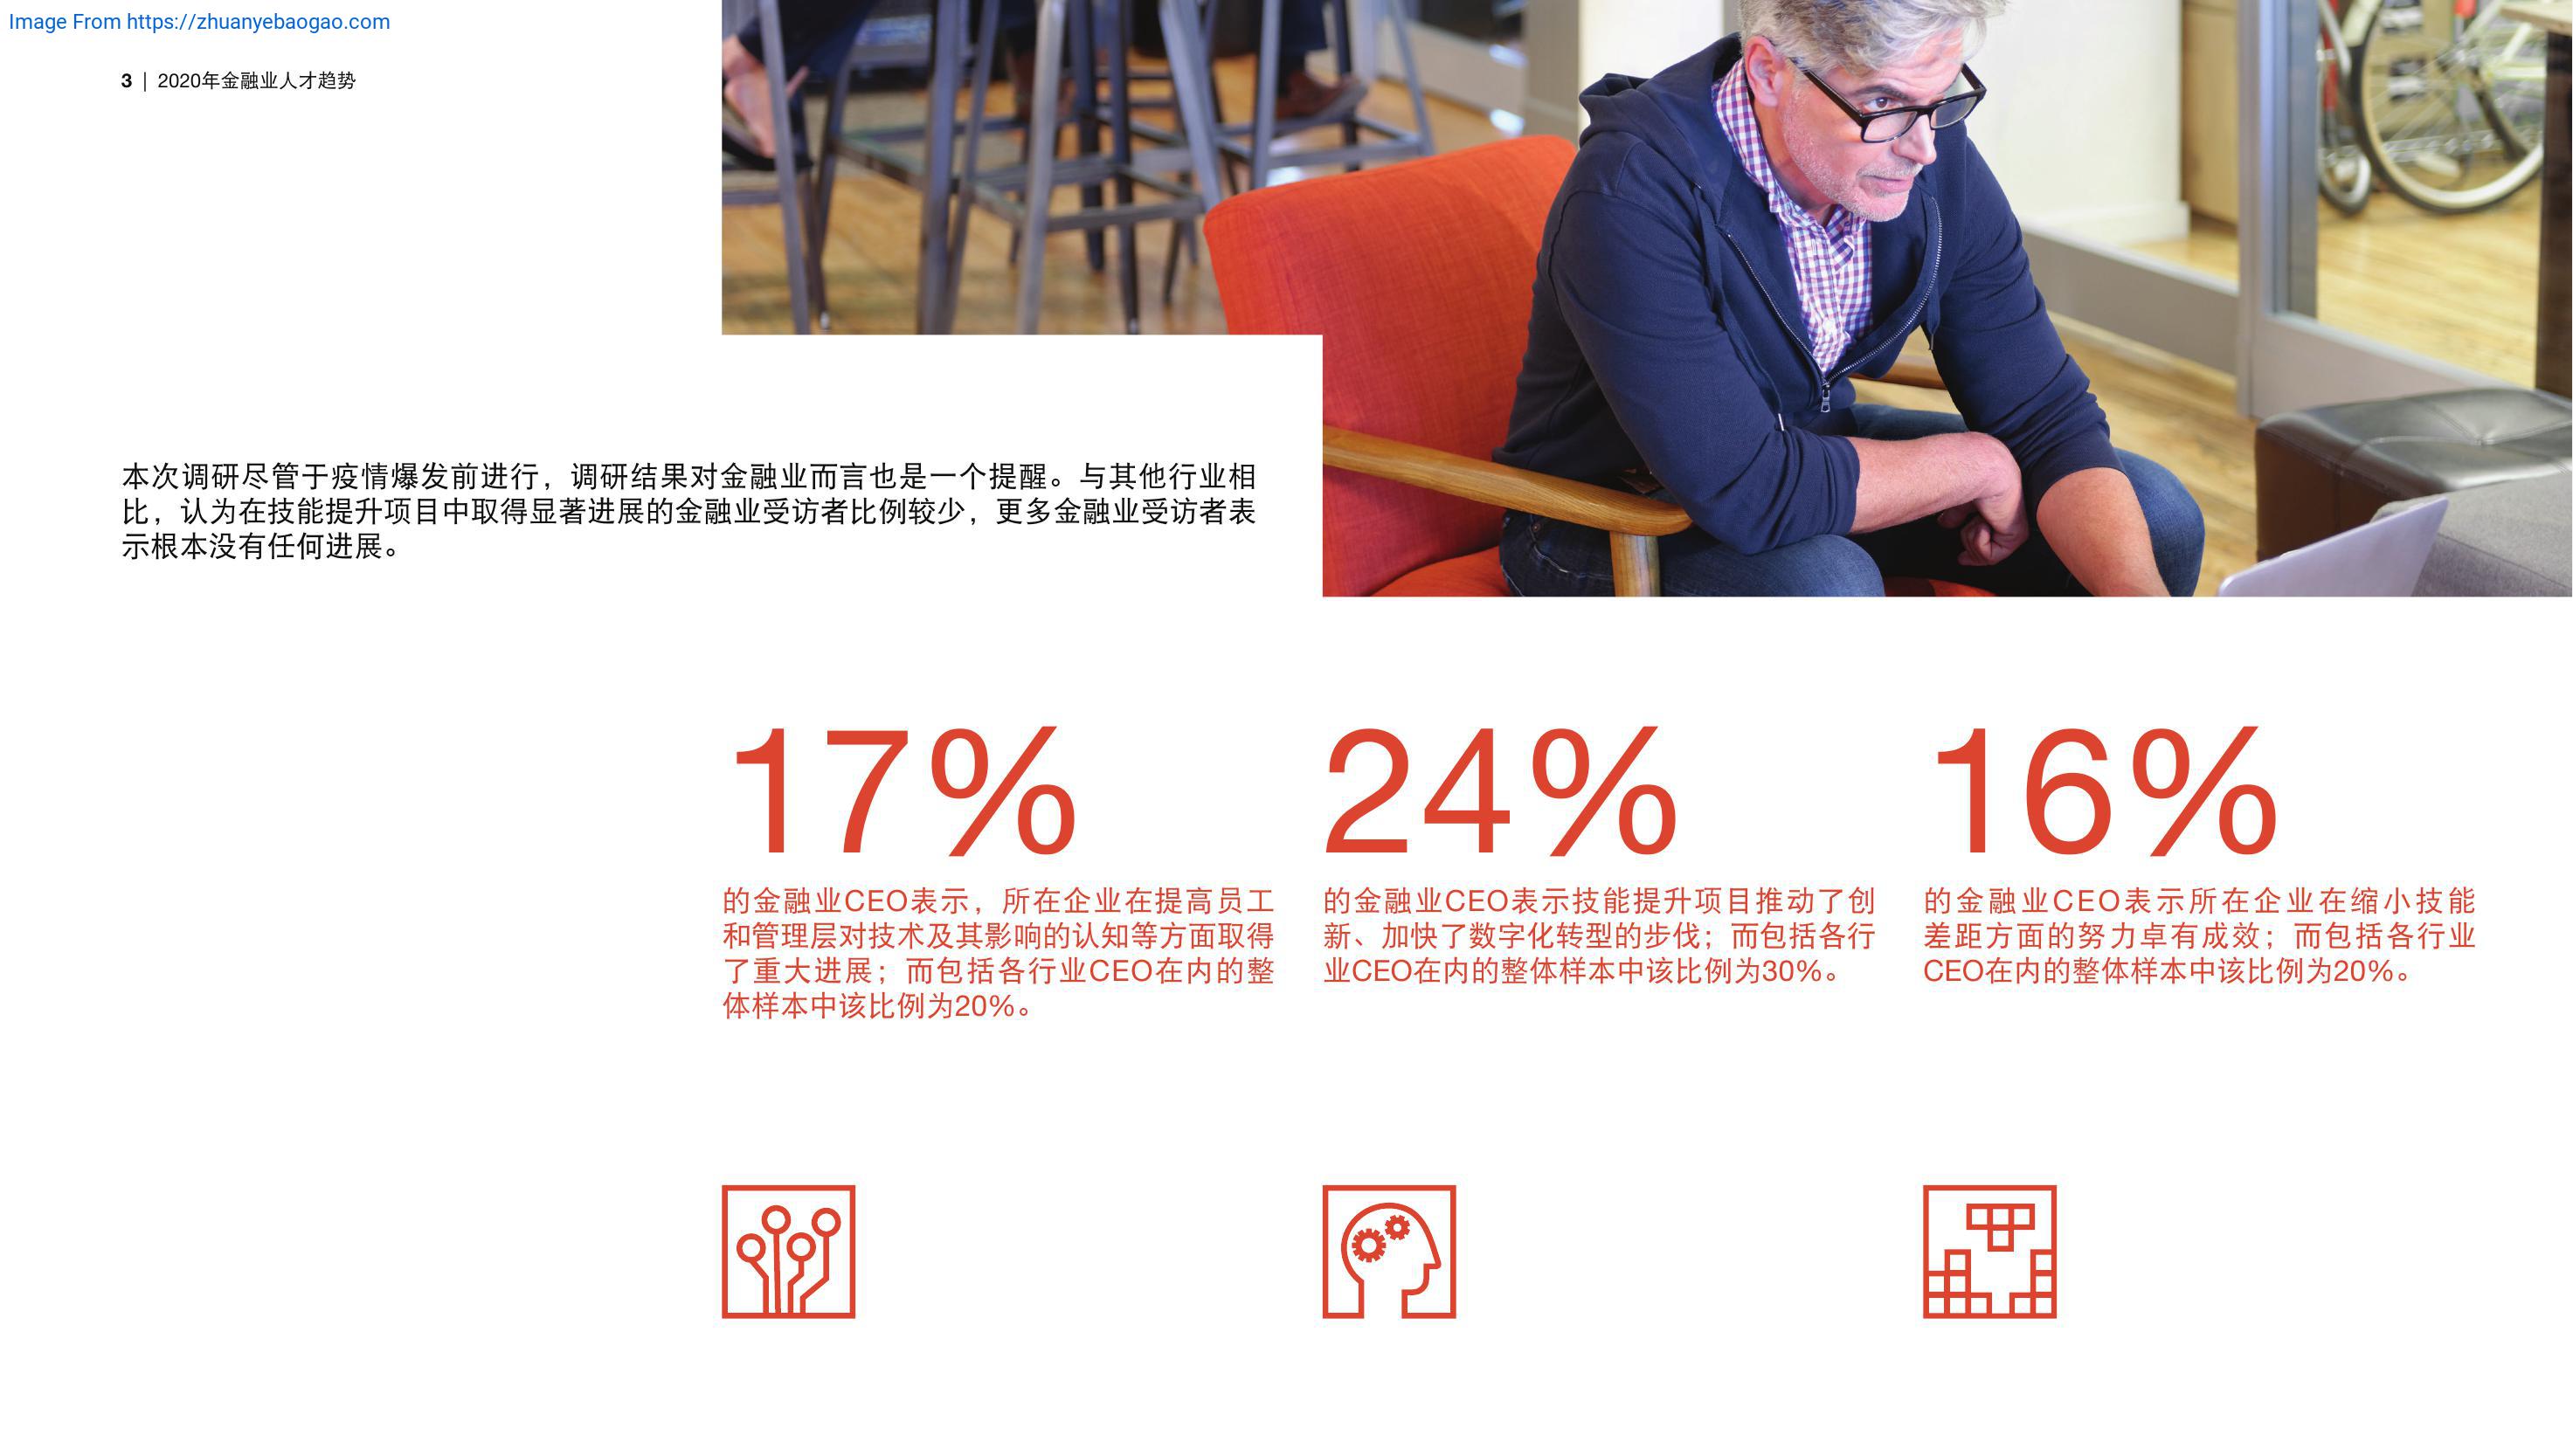 Image From https://zhuanyebaogao.com
3 | 2020年金融业人才趋势
本次调研尽管于疫情爆发前进行，调研结果对金融业而言也是一个提醒。与其他行业相
比，认为在技能提升项目中取得显著进展的金融业受访者比例较少，更多金融业受访者表
示根本没有任何进展。
17%
的金融业CEO表示，所在企业在提高员工
和管理层对技术及其影响的认知等方面取得
了重大进展；而包括各行业CEO在内的整
体样本中该比例为20%。
24%
的金融业CEO表示技能提升项目推动了创
新、加快了数字化转型的步伐；而包括各行
业CEO在内的整体样本中该比例为30%。
16%
的金融业CEO表示所在企业在缩小技能
差距方面的努力卓有成效；而包括各行业
CEO在内的整体样本中该比例为20%。